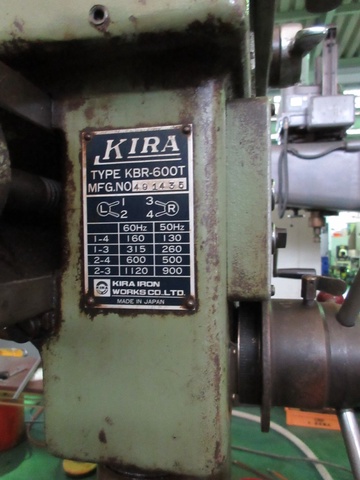 KIRA
TYPE KBR-600T
MFG.NO 491435
L 1 2 3 4 R
60Hz 50Hz
1-4 160 130
1-3 315 260
2-4 600 500
2-3 1120 900
KIRA IRON
WORKS CO.LTD.
MADE IN JAPAN